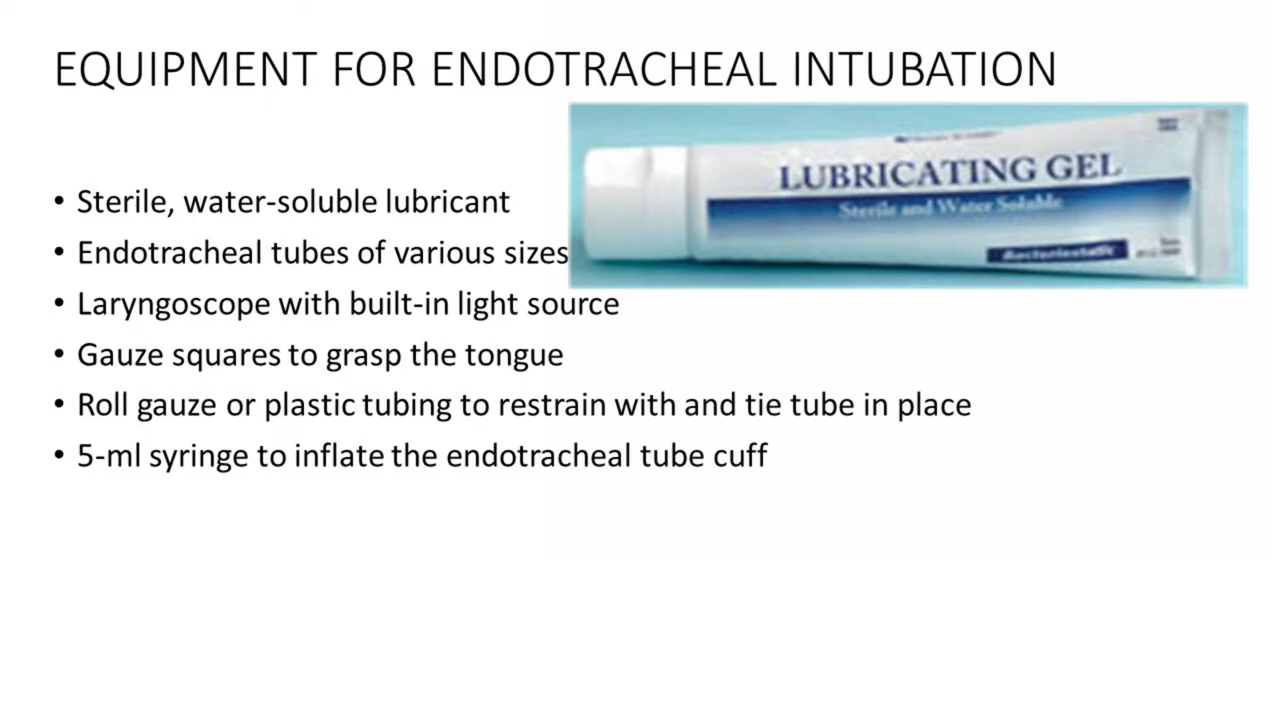 EQUIPMENT FOR ENDOTRACHEAL INTUBATION
• Sterile, water-soluble lubricant
• Endotracheal tubes of various sizes
• Laryngoscope with built-in light source
• Gauze squares to grasp the tongue
• Roll gauze or plastic tubing to restrain with and tie tube in place
• 5-ml syringe to inflate the endotracheal tube cuff
LUBRICATING GEL
Sterile and Water Soluble
Bacteriostatic